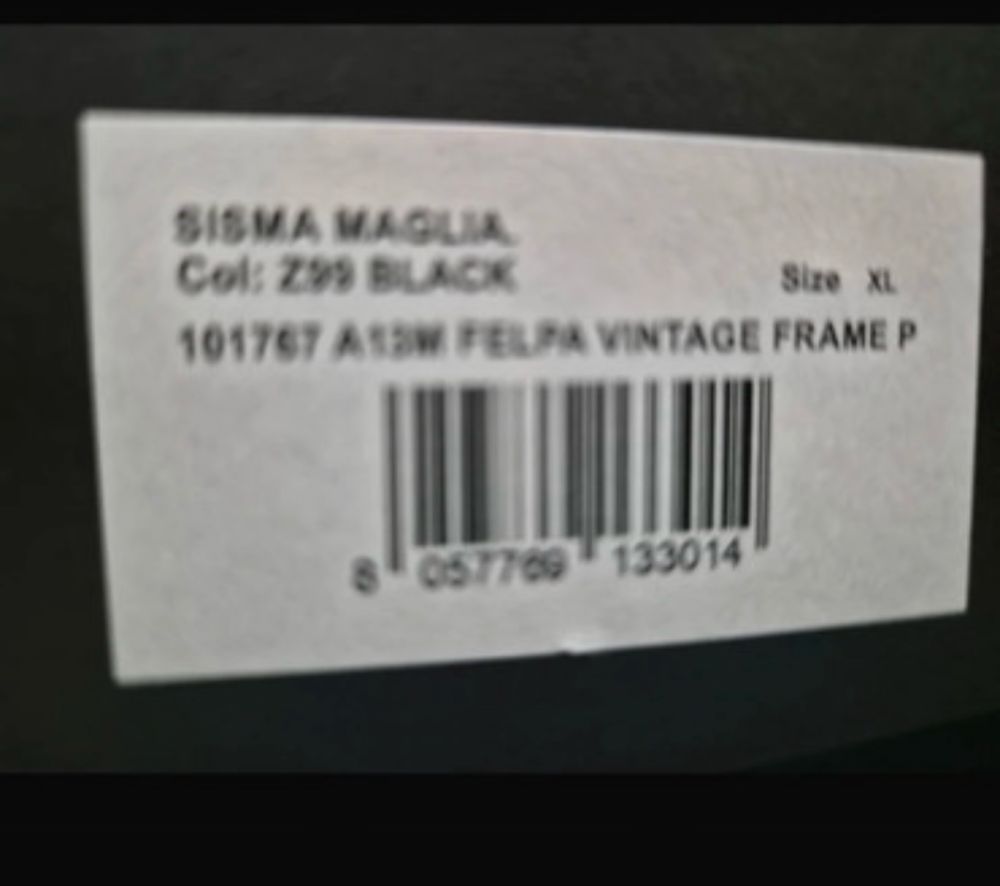 SISMA MAGLIA
Col: Z99 BLACK
Size XL
101767 A13M FELPA VINTAGE FRAME P
8 057769 133014